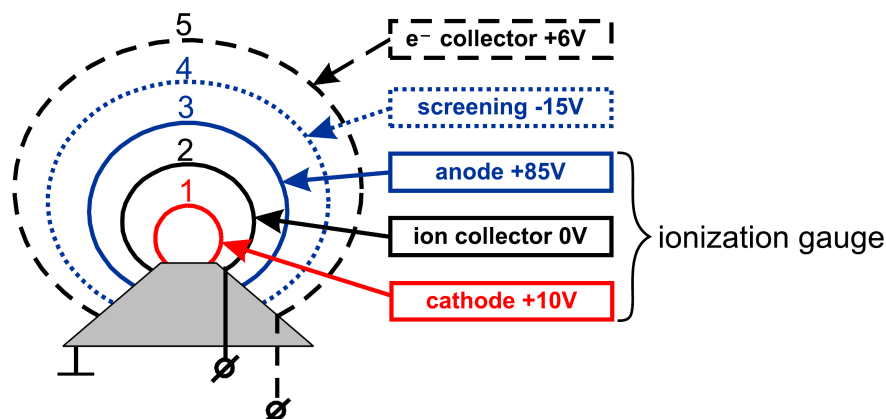 5
e⁻ collector +6V
4
screening -15V
3
anode +85V
2
ion collector 0V
ionization gauge
1
cathode +10V